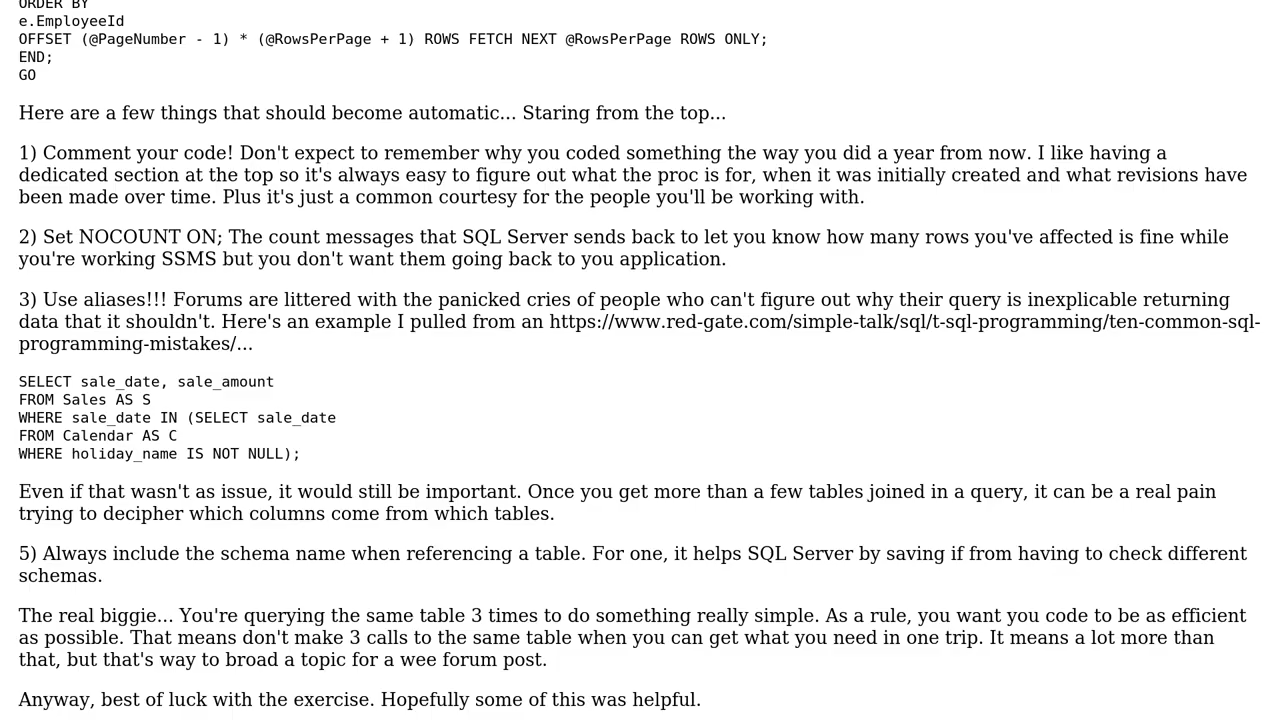 ORDER BY
e.EmployeeId
OFFSET (@PageNumber - 1) * (@RowsPerPage + 1) ROWS FETCH NEXT @RowsPerPage ROWS ONLY;
END;
GO
Here are a few things that should become automatic... Staring from the top...
1) Comment your code! Don't expect to remember why you coded something the way you did a year from now. I like having a
dedicated section at the top so it's always easy to figure out what the proc is for, when it was initially created and what revisions have
been made over time. Plus it's just a common courtesy for the people you'll be working with.
2) Set NOCOUNT ON; The count messages that SQL Server sends back to let you know how many rows you've affected is fine while
you're working SSMS but you don't want them going back to you application.
3) Use aliases!!! Forums are littered with the panicked cries of people who can't figure out why their query is inexplicable returning
data that it shouldn't. Here's an example I pulled from an https://www.red-gate.com/simple-talk/sql/t-sql-programming/ten-common-sql-
programming-mistakes/...
SELECT sale_date, sale_amount
FROM Sales AS S
WHERE sale_date IN (SELECT sale_date
FROM Calendar AS C
WHERE holiday_name IS NOT NULL);
Even if that wasn't as issue, it would still be important. Once you get more than a few tables joined in a query, it can be a real pain
trying to decipher which columns come from which tables.
5) Always include the schema name when referencing a table. For one, it helps SQL Server by saving if from having to check different
schemas.
The real biggie... You're querying the same table 3 times to do something really simple. As a rule, you want you code to be as efficient
as possible. That means don't make 3 calls to the same table when you can get what you need in one trip. It means a lot more than
that, but that's way to broad a topic for a wee forum post.
Anyway, best of luck with the exercise. Hopefully some of this was helpful.